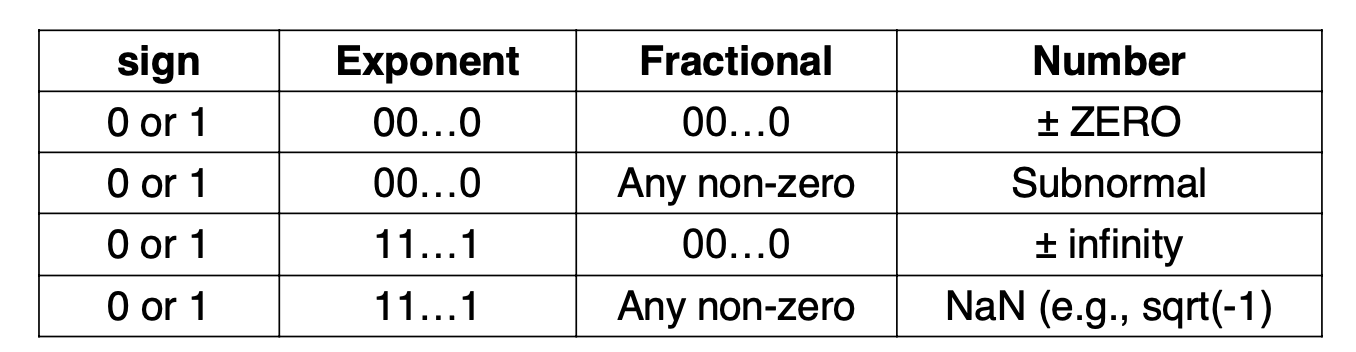 sign Exponent Fractional Number
0 or 1 00…0 00…0 ± ZERO
0 or 1 00…0 Any non-zero Subnormal
0 or 1 11…1 00…0 ± infinity
0 or 1 11…1 Any non-zero NaN (e.g., sqrt(-1)